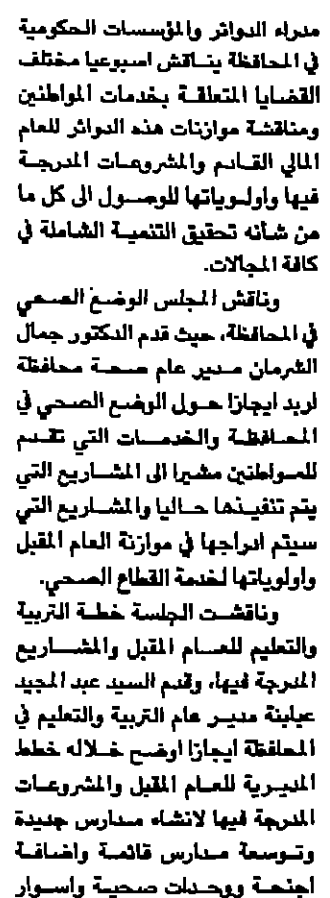 مدراء الدوائر والمؤسسات الحكومية
في المحافظة يناقش اسبوعيا مختلف
القضايا المتعلقة بخدمات المواطنين
ومناقشة موازنات هذه الدوائر للعام
المالي القادم والمشروعات المدرجة
فيها واولوياتها للوصول الى كل ما
من شأنه تحقيق التنمية الشاملة في
كافة المجالات.
وناقش المجلس الوضع الصحي
في المحافظة، حيث قدم الدكتور جمال
الشرمان مدير عام صحة محافظة
اربد ايجازا حول الوضع الصحي في
المحافظة والخدمات التي تقدم
للمواطنين مشيرا الى المشاريع التي
يتم تنفيذها حاليا والمشاريع التي
سيتم ادراجها في موازنة العام المقبل
واولوياتها لخدمة القطاع الصحي.
وناقشت الجلسة خطة التربية
والتعليم للعام المقبل والمشاريع
المدرجة فيها، وقدم السيد عبد المجيد
عبابنة مدير عام التربية والتعليم في
المحافظة ايجازا اوضح خلاله خطط
المديرية للعام المقبل والمشروعات
المدرجة فيها لانشاء مدارس جديدة
وتوسعة مدارس قائمة واضافة
اجنحة ووحدات صحية واسوار